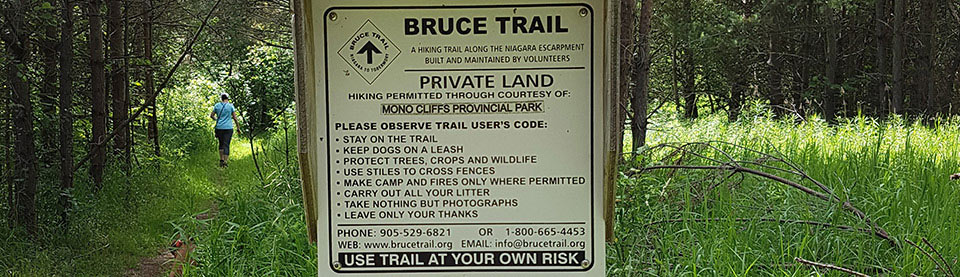 BRUCE TRAIL
BRUCE TRAIL
NIAGARA TO TOBERMORY
A HIKING TRAIL ALONG THE NIAGARA ESCARPMENT
BUILT AND MAINTAINED BY VOLUNTEERS
PRIVATE LAND
HIKING PERMITTED THROUGH COURTESY OF:
MONO CLIFFS PROVINCIAL PARK
PLEASE OBSERVE TRAIL USER'S CODE:
• STAY ON THE TRAIL
• KEEP DOGS ON A LEASH
• PROTECT TREES, CROPS AND WILDLIFE
• USE STILES TO CROSS FENCES
• MAKE CAMP AND FIRES ONLY WHERE PERMITTED
• CARRY OUT ALL YOUR LITTER
• TAKE NOTHING BUT PHOTOGRAPHS
• LEAVE ONLY YOUR THANKS
PHONE: 905-529-6821 OR 1-800-665-4453
WEB: www.brucetrail.org EMAIL: info@brucetrail.org
USE TRAIL AT YOUR OWN RISK